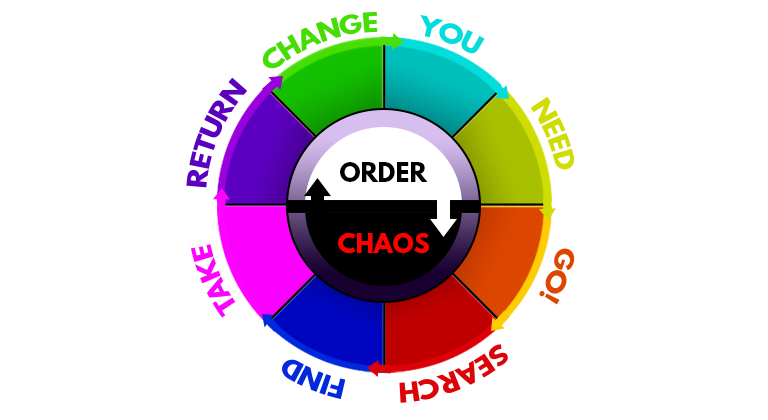 YOU
NEED
GO!
SEARCH
FIND
TAKE
RETURN
CHANGE
ORDER
CHAOS